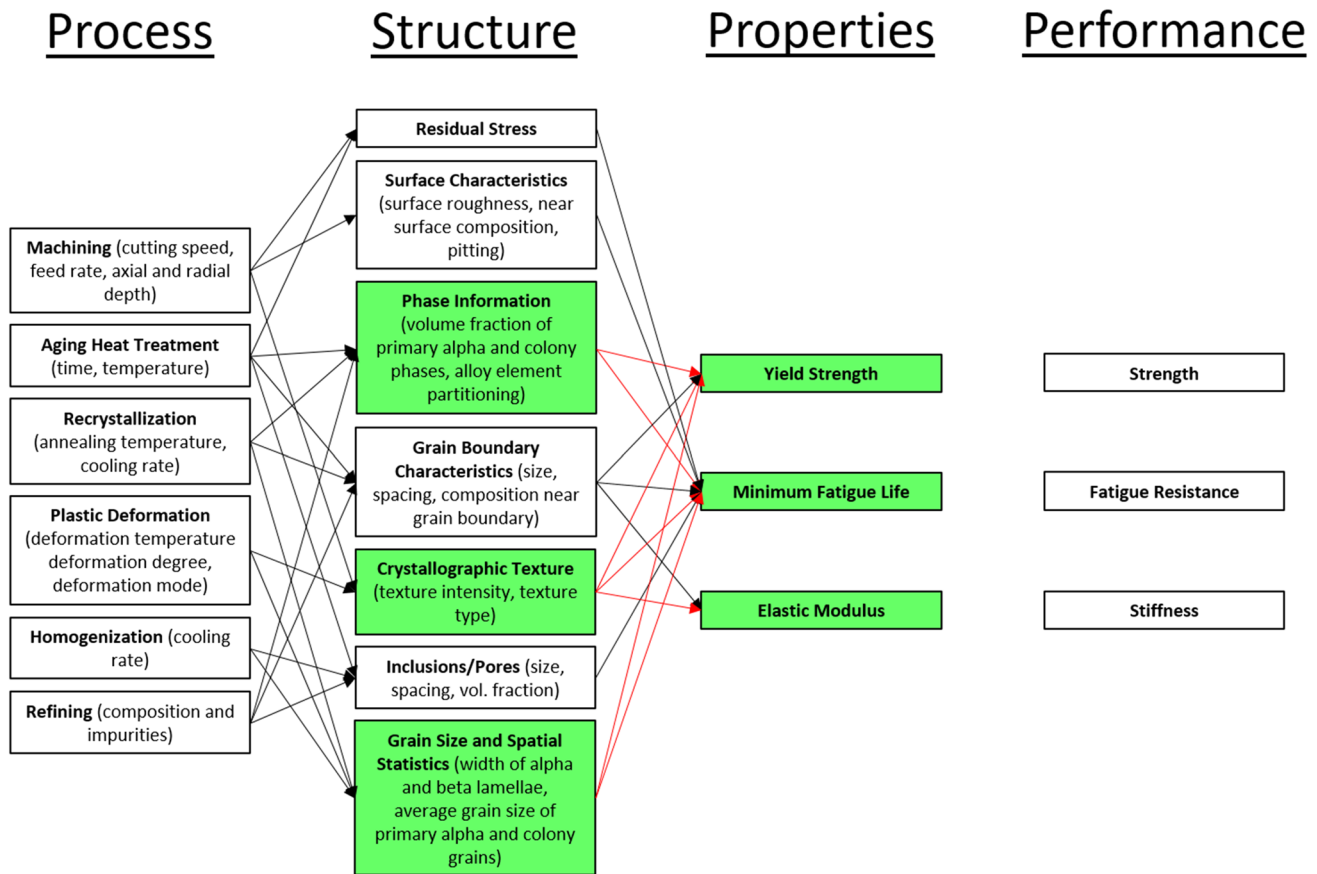 Process
Structure
Properties
Performance
Machining (cutting speed,
feed rate, axial and radial
depth)
Aging Heat Treatment
(time, temperature)
Recrystallization
(annealing temperature,
cooling rate)
Plastic Deformation
(deformation temperature
deformation degree,
deformation mode)
Homogenization (cooling
rate)
Refining (composition and
impurities)
Residual Stress
Surface Characteristics
(surface roughness, near
surface composition,
pitting)
Phase Information
(volume fraction of
primary alpha and colony
phases, alloy element
partitioning)
Grain Boundary
Characteristics (size,
spacing, composition near
grain boundary)
Crystallographic Texture
(texture intensity, texture
type)
Inclusions/Pores (size,
spacing, vol. fraction)
Grain Size and Spatial
Statistics (width of alpha
and beta lamellae,
average grain size of
primary alpha and colony
grains)
Yield Strength
Minimum Fatigue Life
Elastic Modulus
Strength
Fatigue Resistance
Stiffness